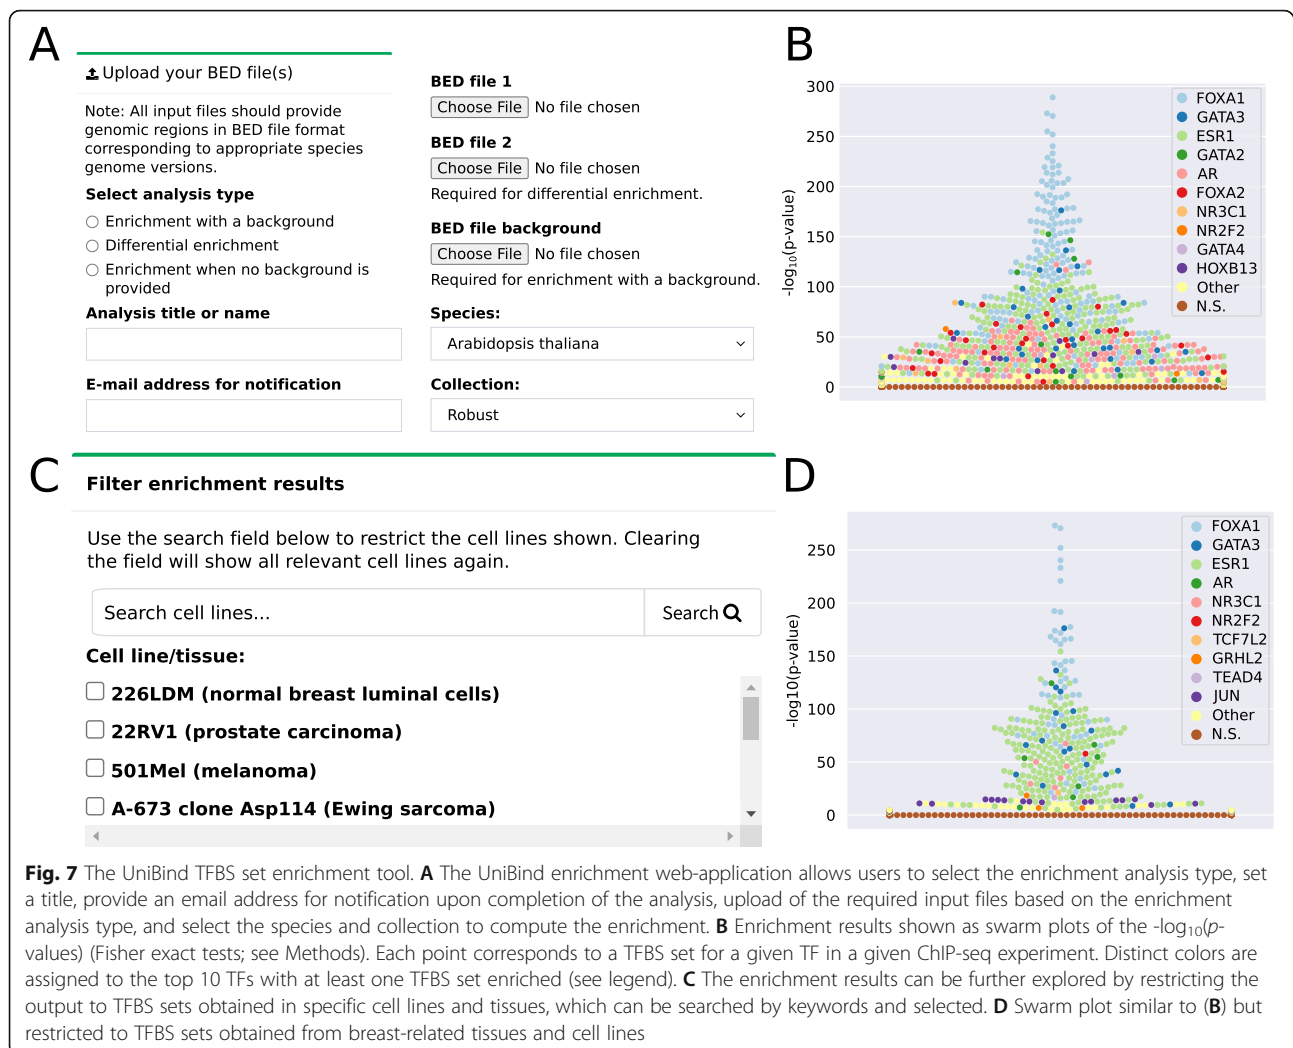 A
Upload your BED file(s)
Note: All input files should provide
genomic regions in BED file format
corresponding to appropriate species
genome versions.
Select analysis type
Enrichment with a background
Differential enrichment
Enrichment when no background is
provided
Analysis title or name
E-mail address for notification
BED file 1
Choose File No file chosen
BED file 2
Choose File No file chosen
Required for differential enrichment.
BED file background
Choose File No file chosen
Required for enrichment with a background.
Species:
Arabidopsis thaliana
Collection:
Robust
B
-log10(p-value)
300
250
200
150
100
50
0
FOXA1
GATA3
ESR1
GATA2
AR
FOXA2
NR3C1
NR2F2
GATA4
HOXB13
Other
N.S.
C
Filter enrichment results
Use the search field below to restrict the cell lines shown. Clearing
the field will show all relevant cell lines again.
Search cell lines...
Search
Cell line/tissue:
226LDM (normal breast luminal cells)
22RV1 (prostate carcinoma)
501Mel (melanoma)
A-673 clone Asp114 (Ewing sarcoma)
D
-log10(p-value)
250
200
150
100
50
0
FOXA1
GATA3
ESR1
AR
NR3C1
NR2F2
TCF7L2
GRHL2
TEAD4
JUN
Other
N.S.
Fig. 7 The UniBind TFBS set enrichment tool. A The UniBind enrichment web-application allows users to select the enrichment analysis type, set
a title, provide an email address for notification upon completion of the analysis, upload of the required input files based on the enrichment
analysis type, and select the species and collection to compute the enrichment. B Enrichment results shown as swarm plots of the -log10(p-
values) (Fisher exact tests; see Methods). Each point corresponds to a TFBS set for a given TF in a given ChIP-seq experiment. Distinct colors are
assigned to the top 10 TFs with at least one TFBS set enriched (see legend). C The enrichment results can be further explored by restricting the
output to TFBS sets obtained in specific cell lines and tissues, which can be searched by keywords and selected. D Swarm plot similar to (B) but
restricted to TFBS sets obtained from breast-related tissues and cell lines